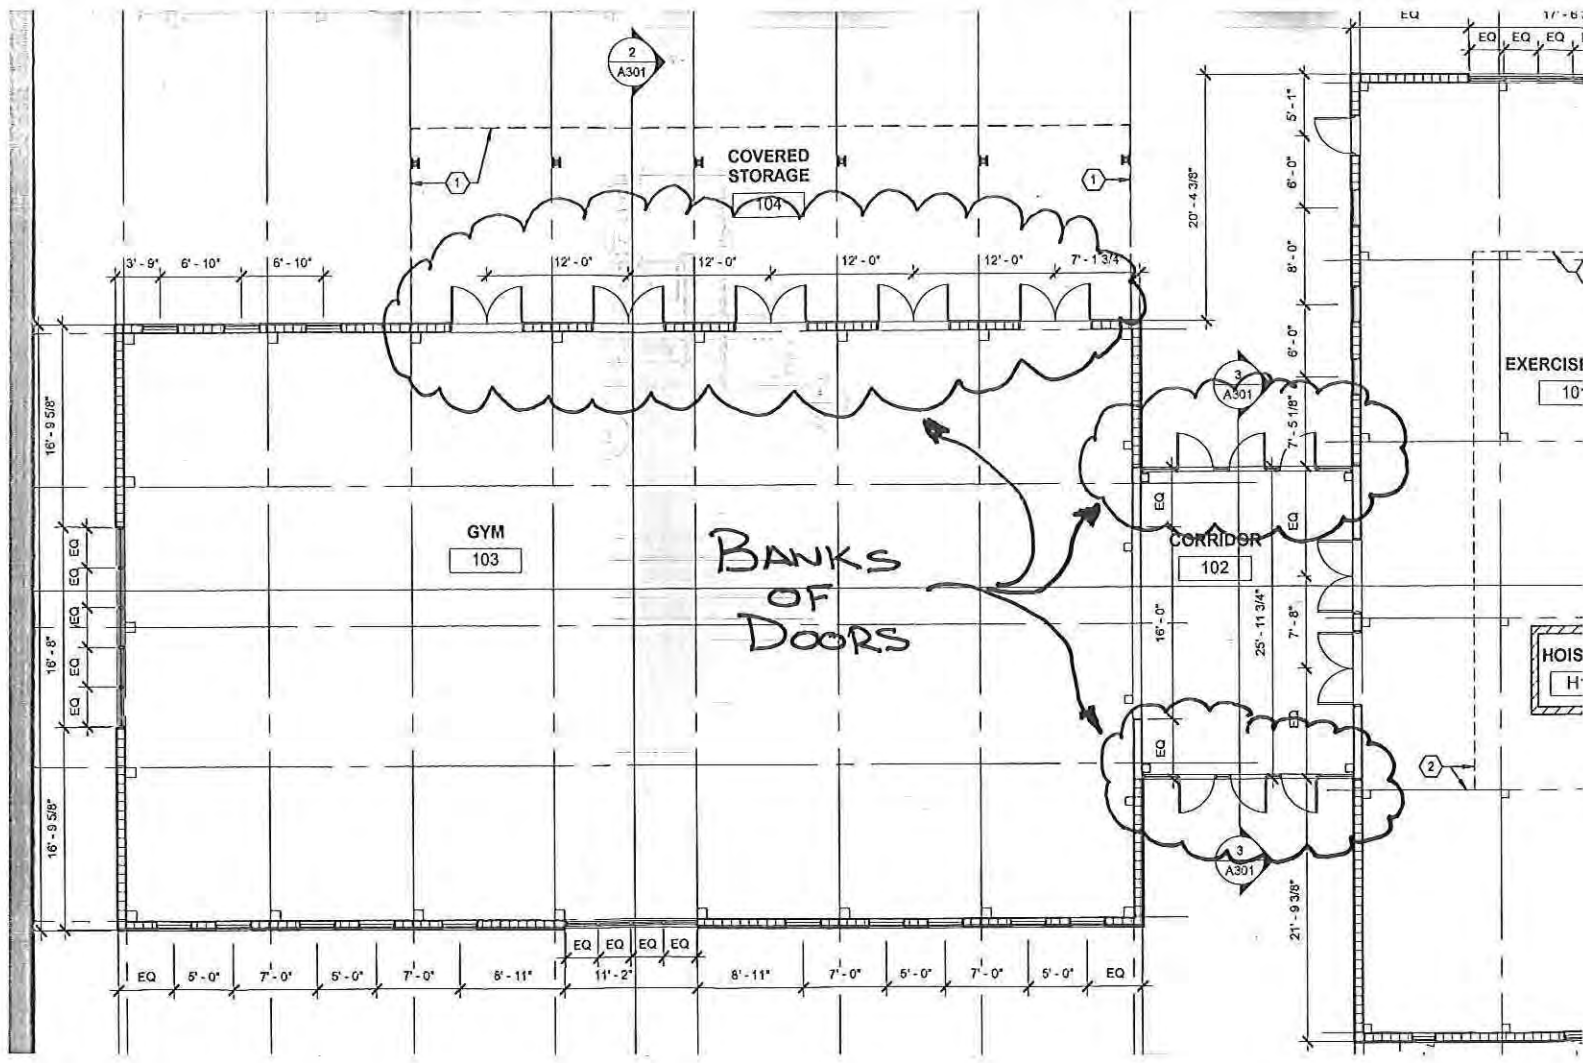 EQ
17' - 6
EQ
EQ
EQ
2
A301
5' - 1"
COVERED
STORAGE
104
1
1
6' - 0"
20' - 4 3/8"
3' - 9"
6' - 10"
6' - 10"
12' - 0"
12' - 0"
12' - 0"
12' - 0"
7' - 1 3/4
8' - 0"
6' - 0"
3
A301
EXERCISE
10
16' - 9 5/8"
7' - 5 1/8"
EQ
EQ
GYM
103
BANKS
OF
DOORS
CORRIDOR
102
EQ
EQ
EQ
EQ
EQ
16' - 8"
16' - 0"
25' - 11 3/4"
7' - 8"
HOIS
H
EQ
EQ
2
16' - 9 5/8"
3
A301
21' - 9 3/8"
EQ
EQ
EQ
EQ
EQ
5' - 0"
7' - 0"
5' - 0"
7' - 0"
8' - 11"
11' - 2"
8' - 11"
7' - 0"
5' - 0"
7' - 0"
5' - 0"
EQ